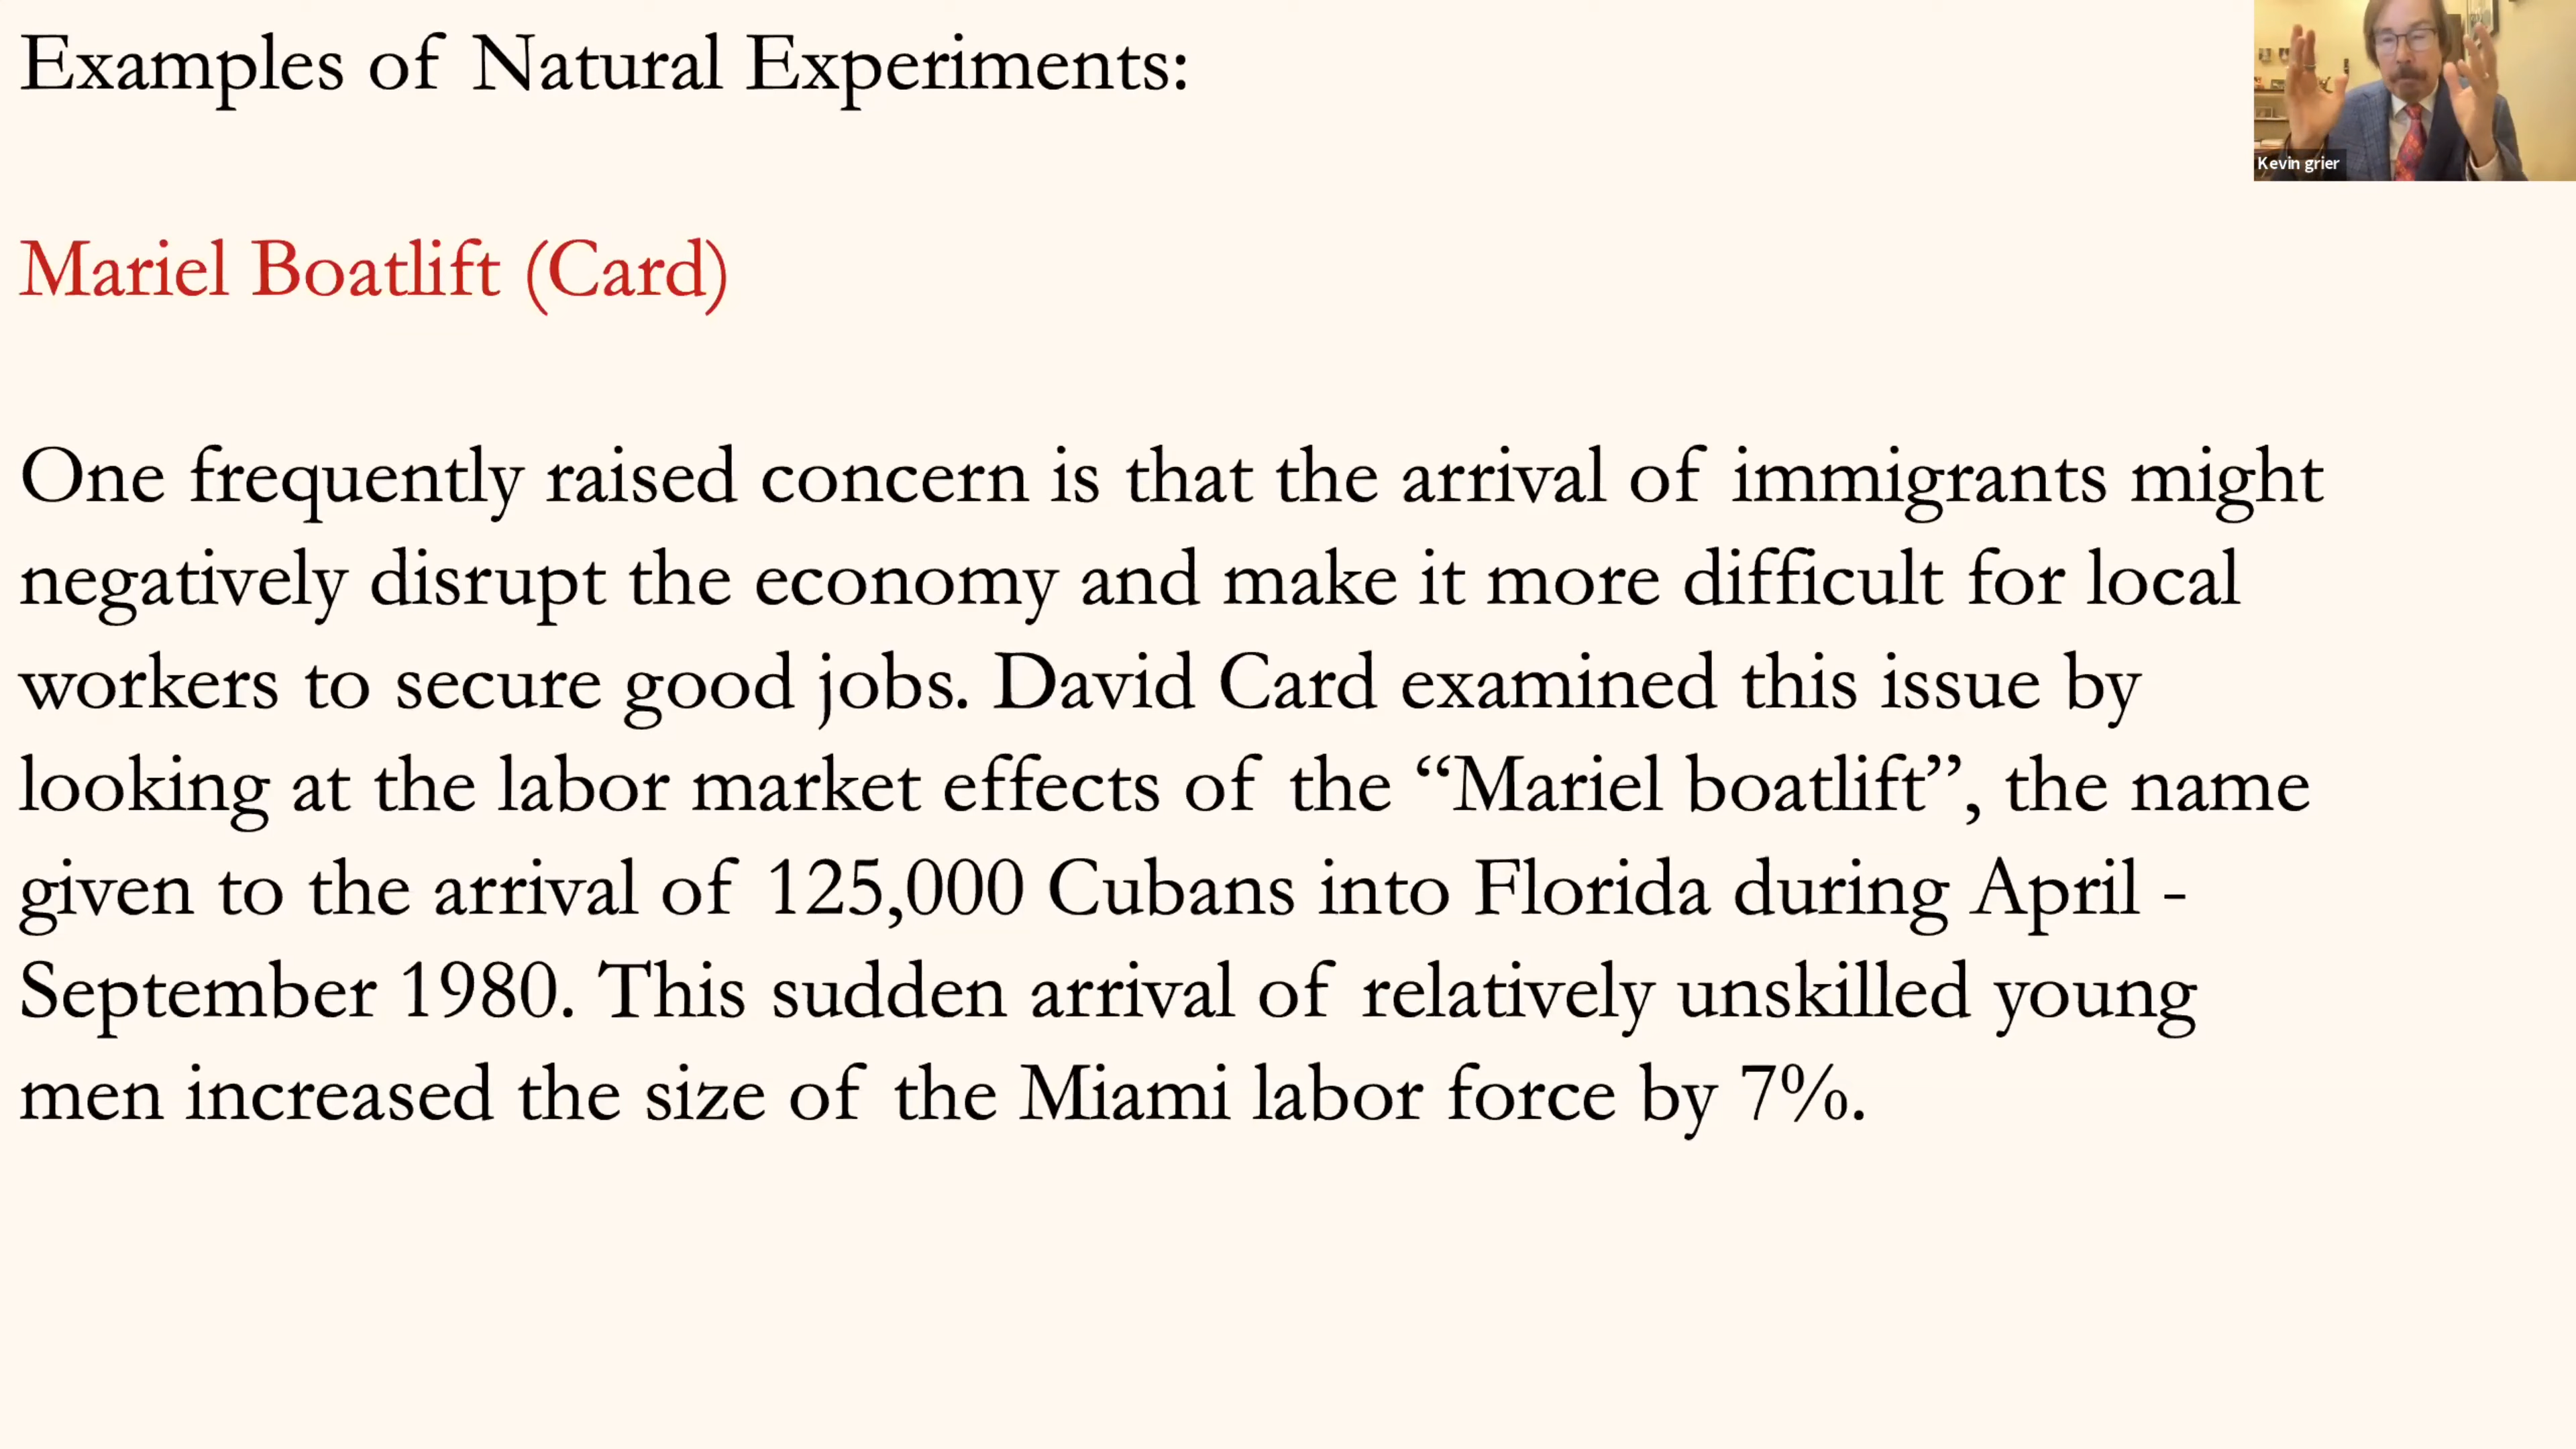 Examples of Natural Experiments:
Kevin grier
Mariel Boatlift (Card)
One frequently raised concern is that the arrival of immigrants might
negatively disrupt the economy and make it more difficult for local
workers to secure good jobs. David Card examined this issue by
looking at the labor market effects of the “Mariel boatlift”, the name
given to the arrival of 125,000 Cubans into Florida during April -
September 1980. This sudden arrival of relatively unskilled young
men increased the size of the Miami labor force by 7%.